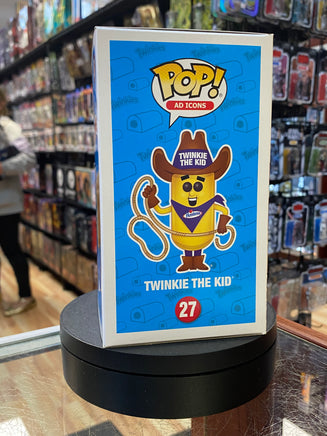 POP!
AD ICONS
TWINKIE
THE KID
TWINKIE THE KID
27